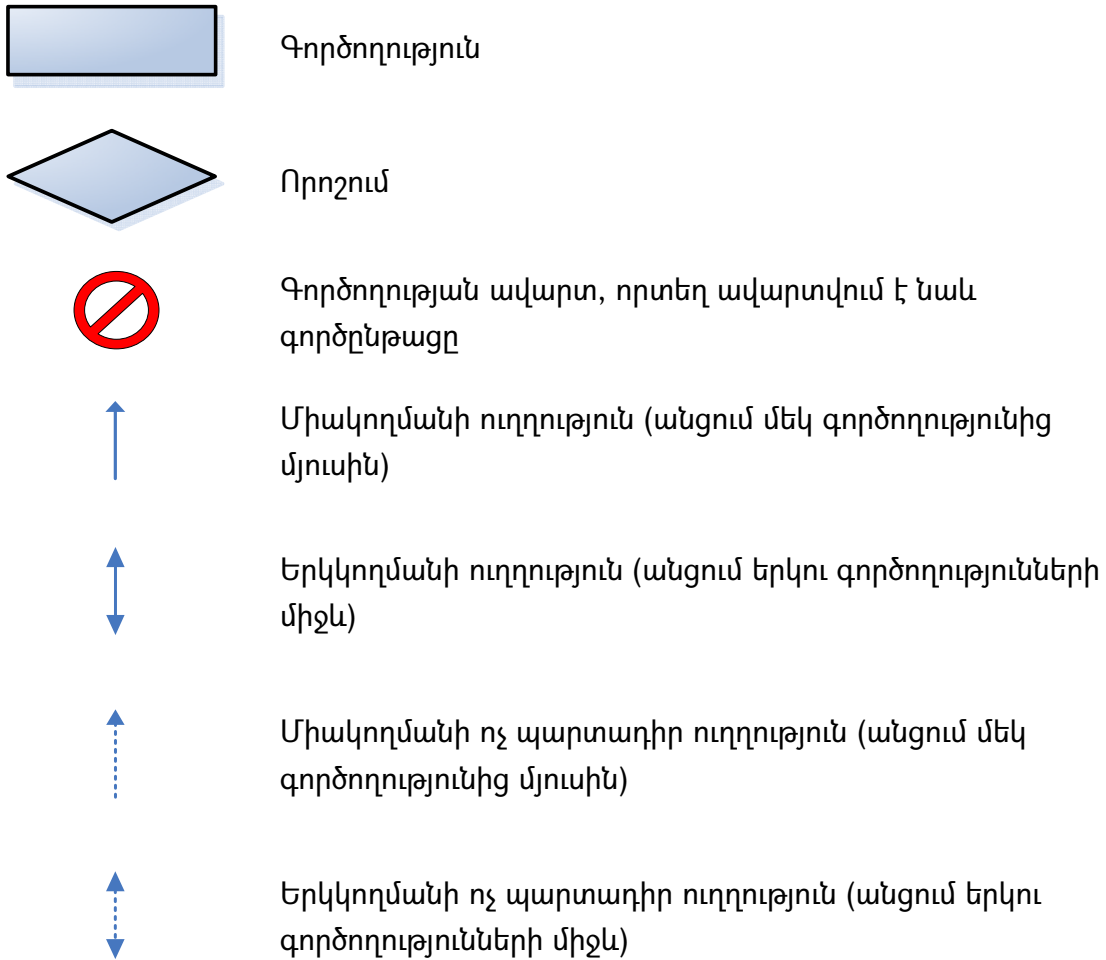 Գործողություն
Որոշում
Գործողության ավարտ, որտեղ ավարտվում է նաև
գործընթացը
Միակողմանի ուղղություն (անցում մեկ գործողությունից
մյուսին)
Երկկողմանի ուղղություն (անցում երկու գործողությունների
միջև)
Միակողմանի ոչ պարտադիր ուղղություն (անցում մեկ
գործողությունից մյուսին)
Երկկողմանի ոչ պարտադիր ուղղություն (անցում երկու
գործողությունների միջև)